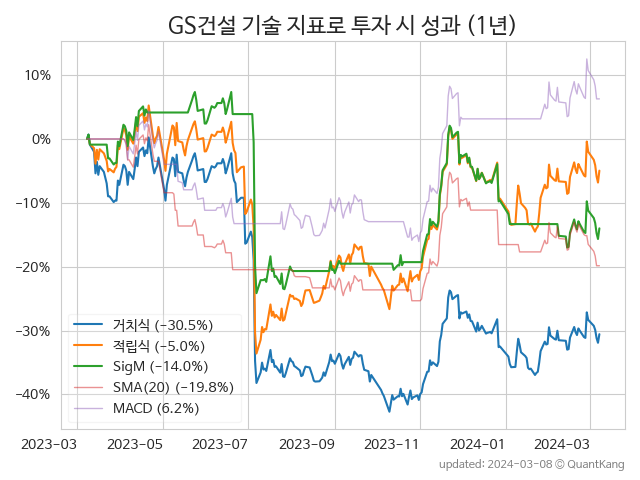 GS건설 기술 지표로 투자 시 성과 (1년)
10%
0%
−10%
−20%
−30%
−40%
거치식 (−30.5%)
적립식 (−5.0%)
SigM (−14.0%)
SMA(20) (−19.8%)
MACD (6.2%)
2023−03 2023−05 2023−07 2023−09 2023−11 2024−01 2024−03
updated: 2024−03−08 ⓒ QuantKang